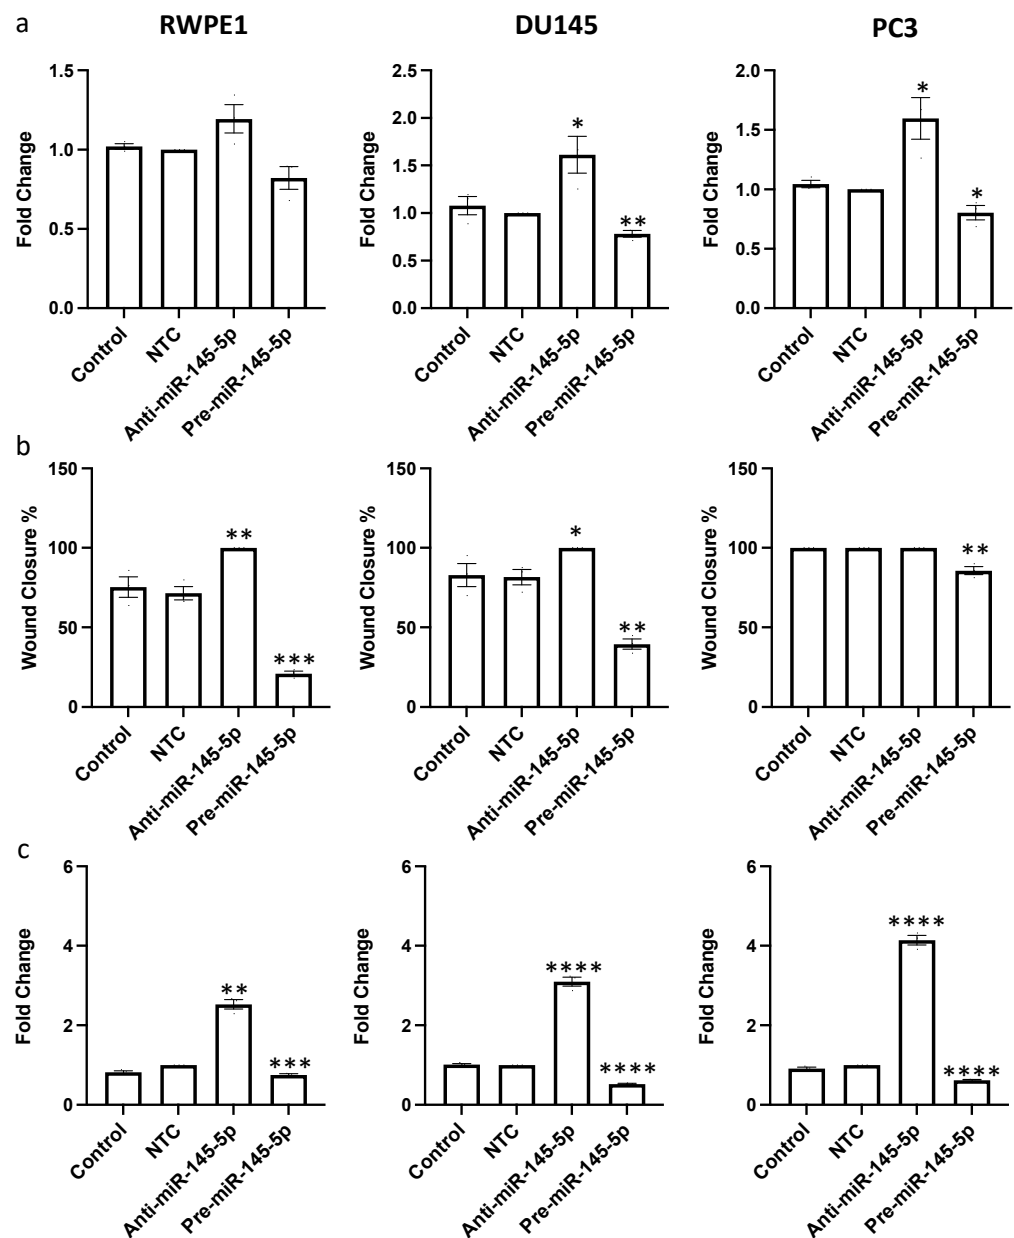 a
RWPE1
DU145
PC3
Fold Change
1.5
1.0
0.5
0.0
Control
NTC
Anti-miR-145-5p
Pre-miR-145-5p
Fold Change
2.5
2.0
1.5
1.0
0.5
0.0
*
**
Control
NTC
Anti-miR-145-5p
Pre-miR-145-5p
Fold Change
2.0
1.5
1.0
0.5
0.0
*
*
Control
NTC
Anti-miR-145-5p
Pre-miR-145-5p
b
Wound Closure %
150
100
50
0
**
***
Control
NTC
Anti-miR-145-5p
Pre-miR-145-5p
Wound Closure %
150
100
50
0
*
**
Control
NTC
Anti-miR-145-5p
Pre-miR-145-5p
Wound Closure %
150
100
50
0
**
Control
NTC
Anti-miR-145-5p
Pre-miR-145-5p
c
Fold Change
6
4
2
0
**
***
Control
NTC
Anti-miR-145-5p
Pre-miR-145-5p
Fold Change
6
4
2
0
****
****
Control
NTC
Anti-miR-145-5p
Pre-miR-145-5p
Fold Change
6
4
2
0
****
****
Control
NTC
Anti-miR-145-5p
Pre-miR-145-5p